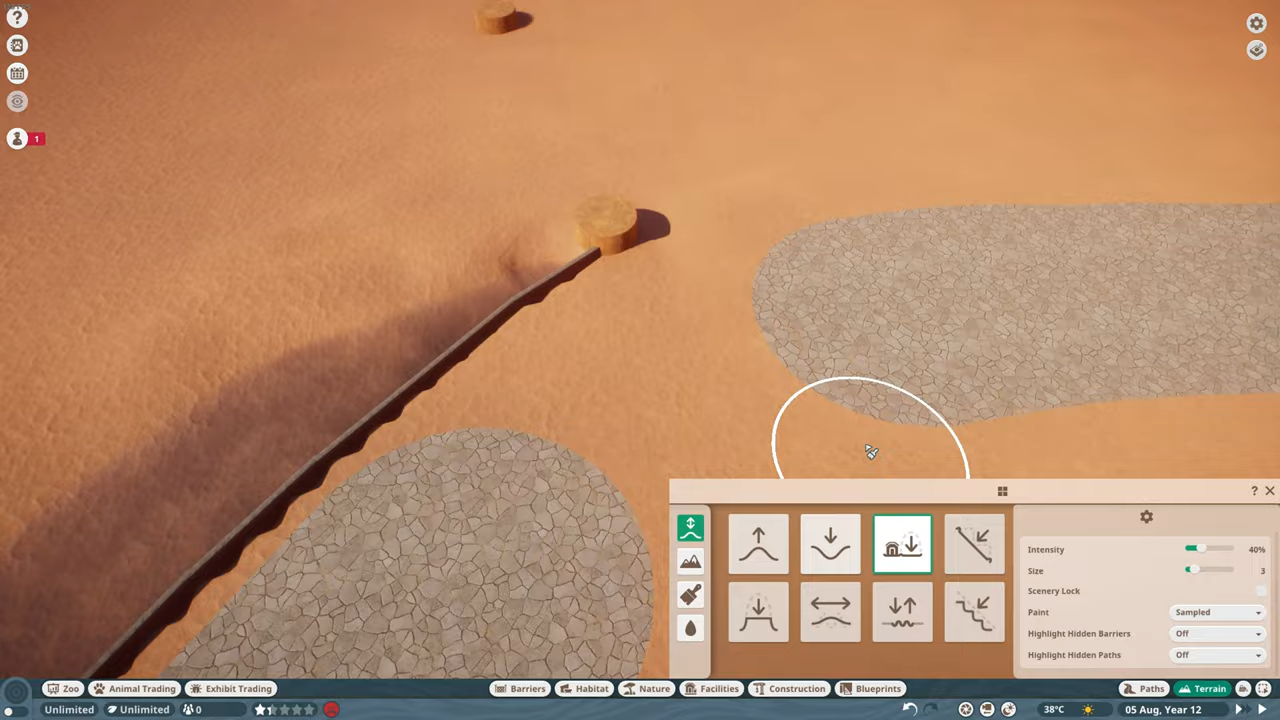 ?
1
? ×
Intensity 40%
Size 3
Scenery Lock
Paint Sampled
Highlight Hidden Barriers Off
Highlight Hidden Paths Off
Zoo Animal Trading Exhibit Trading Barriers Habitat Nature Facilities Construction Blueprints Paths Terrain
Unlimited Unlimited 0 38°C 05 Aug, Year 12